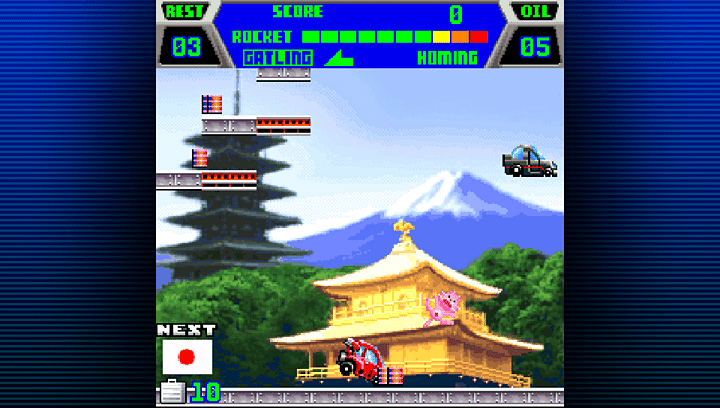 REST SCORE 0 OIL
03 ROCKET 05
GATLING HOMING
NEXT
10